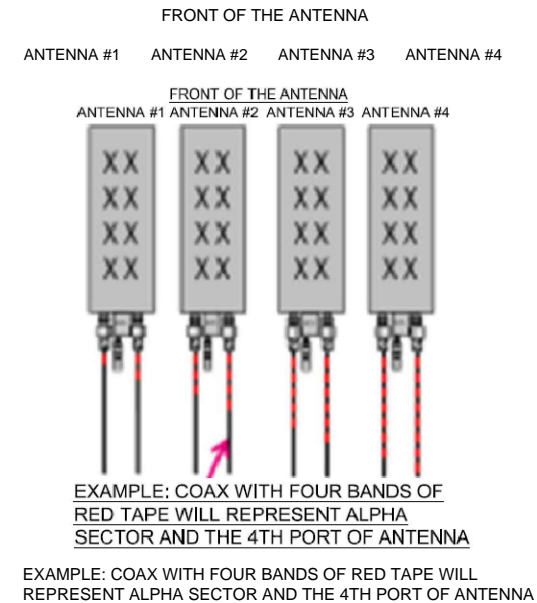 FRONT OF THE ANTENNA
ANTENNA #1 ANTENNA #2 ANTENNA #3 ANTENNA #4
FRONT OF THE ANTENNA
ANTENNA #1 ANTENNA #2 ANTENNA #3 ANTENNA #4
XX XX XX XX
XX XX XX XX
XX XX XX XX
XX XX XX XX
EXAMPLE: COAX WITH FOUR BANDS OF
RED TAPE WILL REPRESENT ALPHA
SECTOR AND THE 4TH PORT OF ANTENNA
EXAMPLE: COAX WITH FOUR BANDS OF RED TAPE WILL
REPRESENT ALPHA SECTOR AND THE 4TH PORT OF ANTENNA